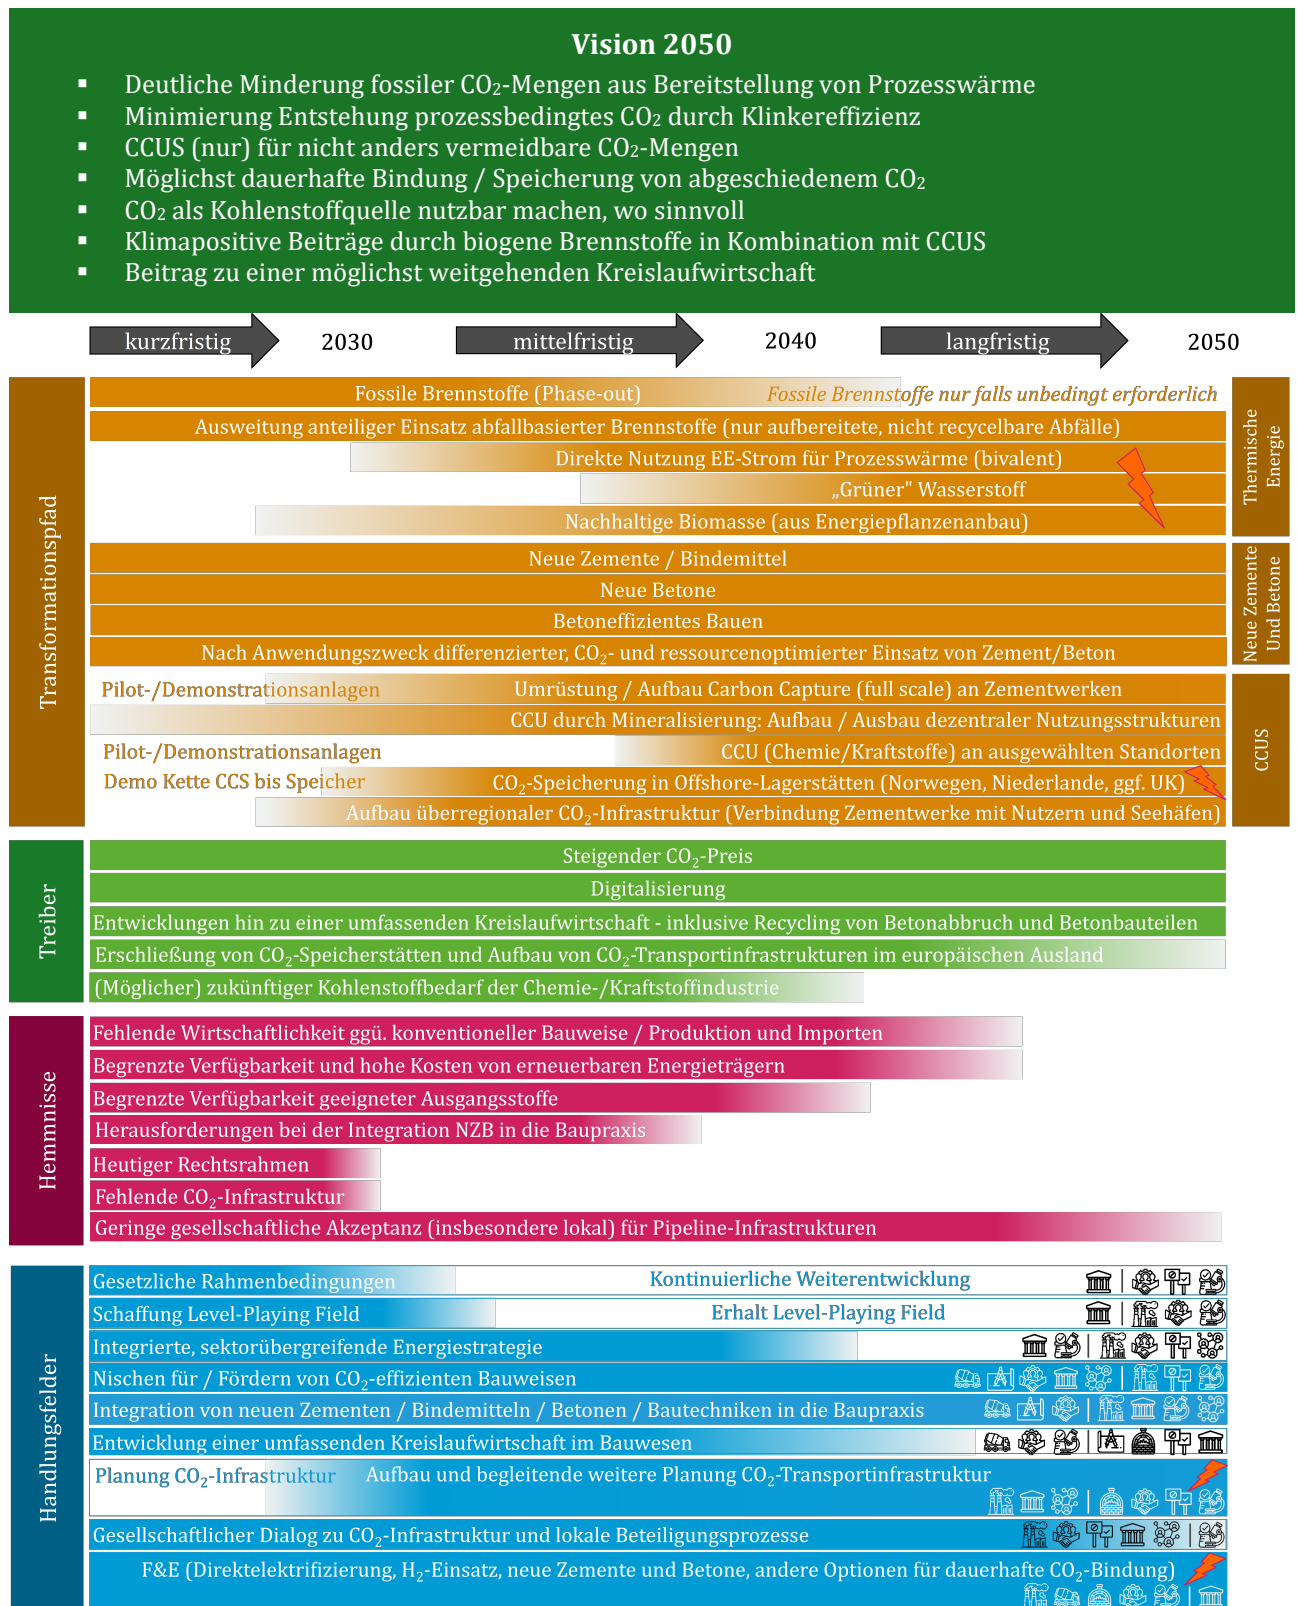 Vision 2050
▪ Deutliche Minderung fossiler CO₂-Mengen aus Bereitstellung von Prozesswärme
▪ Minimierung Entstehung prozessbedingtes CO₂ durch Klinkereffizienz
▪ CCUS (nur) für nicht anders vermeidbare CO₂-Mengen
▪ Möglichst dauerhafte Bindung / Speicherung von abgeschiedenem CO₂
▪ CO₂ als Kohlenstoffquelle nutzbar machen, wo sinnvoll
▪ Klimapositive Beiträge durch biogene Brennstoffe in Kombination mit CCUS
▪ Beitrag zu einer möglichst weitgehenden Kreislaufwirtschaft
kurzfristig 2030 mittelfristig 2040 langfristig 2050
Transformationspfad
Fossile Brennstoffe (Phase-out) Fossile Brennstoffe nur falls unbedingt erforderlich
Ausweitung anteiliger Einsatz abfallbasierter Brennstoffe (nur aufbereitete, nicht recycelbare Abfälle)
Direkte Nutzung EE-Strom für Prozesswärme (bivalent)
„Grüner" Wasserstoff
Nachhaltige Biomasse (aus Energiepflanzenanbau)
Thermische
Energie
Neue Zemente / Bindemittel
Neue Betone
Betoneffizientes Bauen
Nach Anwendungszweck differenzierter, CO₂- und ressourcenoptimierter Einsatz von Zement/Beton
Neue Zemente
Und Betone
Pilot-/Demonstrationsanlagen Umrüstung / Aufbau Carbon Capture (full scale) an Zementwerken
CCU durch Mineralisierung: Aufbau / Ausbau dezentraler Nutzungsstrukturen
Pilot-/Demonstrationsanlagen CCU (Chemie/Kraftstoffe) an ausgewählten Standorten
Demo Kette CCS bis Speicher CO₂-Speicherung in Offshore-Lagerstätten (Norwegen, Niederlande, ggf. UK)
Aufbau überregionaler CO₂-Infrastruktur (Verbindung Zementwerke mit Nutzern und Seehäfen)
CCUS
Treiber
Steigender CO₂-Preis
Digitalisierung
Entwicklungen hin zu einer umfassenden Kreislaufwirtschaft - inklusive Recycling von Betonabbruch und Betonbauteilen
Erschließung von CO₂-Speicherstätten und Aufbau von CO₂-Transportinfrastrukturen im europäischen Ausland
(Möglicher) zukünftiger Kohlenstoffbedarf der Chemie-/Kraftstoffindustrie
Hemmnisse
Fehlende Wirtschaftlichkeit ggü. konventioneller Bauweise / Produktion und Importen
Begrenzte Verfügbarkeit und hohe Kosten von erneuerbaren Energieträgern
Begrenzte Verfügbarkeit geeigneter Ausgangsstoffe
Herausforderungen bei der Integration NZB in die Baupraxis
Heutiger Rechtsrahmen
Fehlende CO₂-Infrastruktur
Geringe gesellschaftliche Akzeptanz (insbesondere lokal) für Pipeline-Infrastrukturen
Handlungsfelder
Gesetzliche Rahmenbedingungen Kontinuierliche Weiterentwicklung
Schaffung Level-Playing Field Erhalt Level-Playing Field
Integrierte, sektorübergreifende Energiestrategie
Nischen für / Fördern von CO₂-effizienten Bauweisen
Integration von neuen Zementen / Bindemitteln / Betonen / Bautechniken in die Baupraxis
Entwicklung einer umfassenden Kreislaufwirtschaft im Bauwesen
Planung CO₂-Infrastruktur Aufbau und begleitende weitere Planung CO₂-Transportinfrastruktur
Gesellschaftlicher Dialog zu CO₂-Infrastruktur und lokale Beteiligungsprozesse
F&E (Direktelektrifizierung, H₂-Einsatz, neue Zemente und Betone, andere Optionen für dauerhafte CO₂-Bindung)